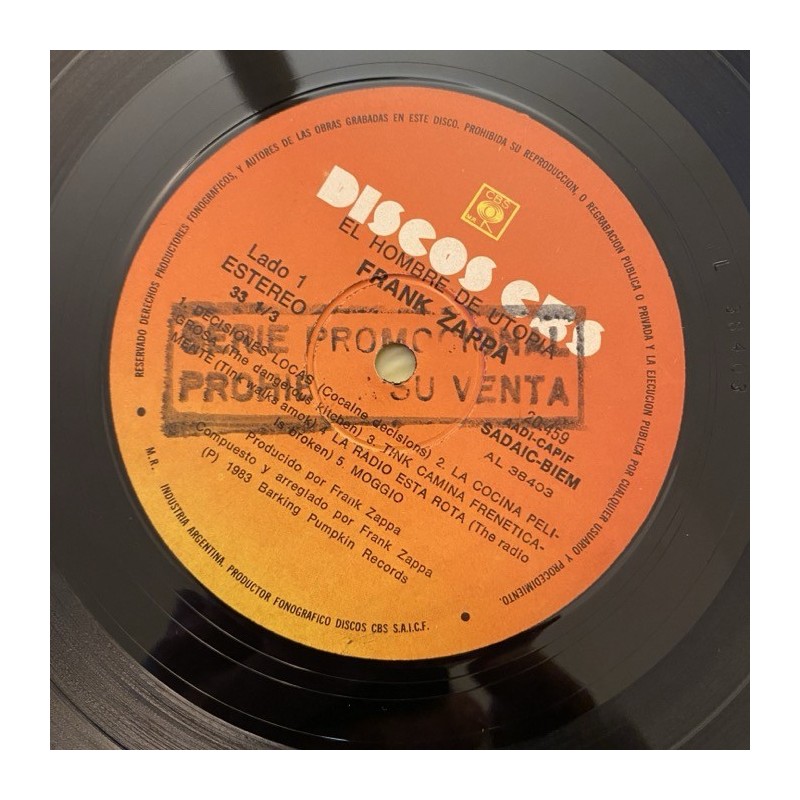 RESERVADO DERECHOS PRODUCTORES FONOGRAFICOS, Y AUTORES DE LAS OBRAS GRABADAS EN ESTE DISCO. PROHIBIDA SU REPRODUCCION, O REGRABACION PUBLICA O PRIVADA Y LA EJECUCION PUBLICA POR CUALQUIER USUARIO Y PROCEDIMIENTO.
CBS
DISCOS CBS
EL HOMBRE DE UTOPIA
FRANK ZAPPA
Lado 1
ESTEREO
33 1/3
20.459
AADI-CAPIF
SADAIC-BIEM
AL 38403
SERIE PROMOCIONAL
PROHIB SU VENTA
1. DECISIONES LOCAS (Cocaine decisions) 2. LA COCINA PELI-
GROSA (The dangerous kitchen) 3. TINK CAMINA FRENETICA-
MENTE (Tink walks amok) 4. LA RADIO ESTA ROTA (The radio
is broken) 5. MOGGIO
Producido por Frank Zappa
Compuesto y arreglado por Frank Zappa
(P) 1983 Barking Pumpkin Records
M.R. INDUSTRIA ARGENTINA. PRODUCTOR FONOGRAFICO DISCOS CBS S.A.I.C.F.